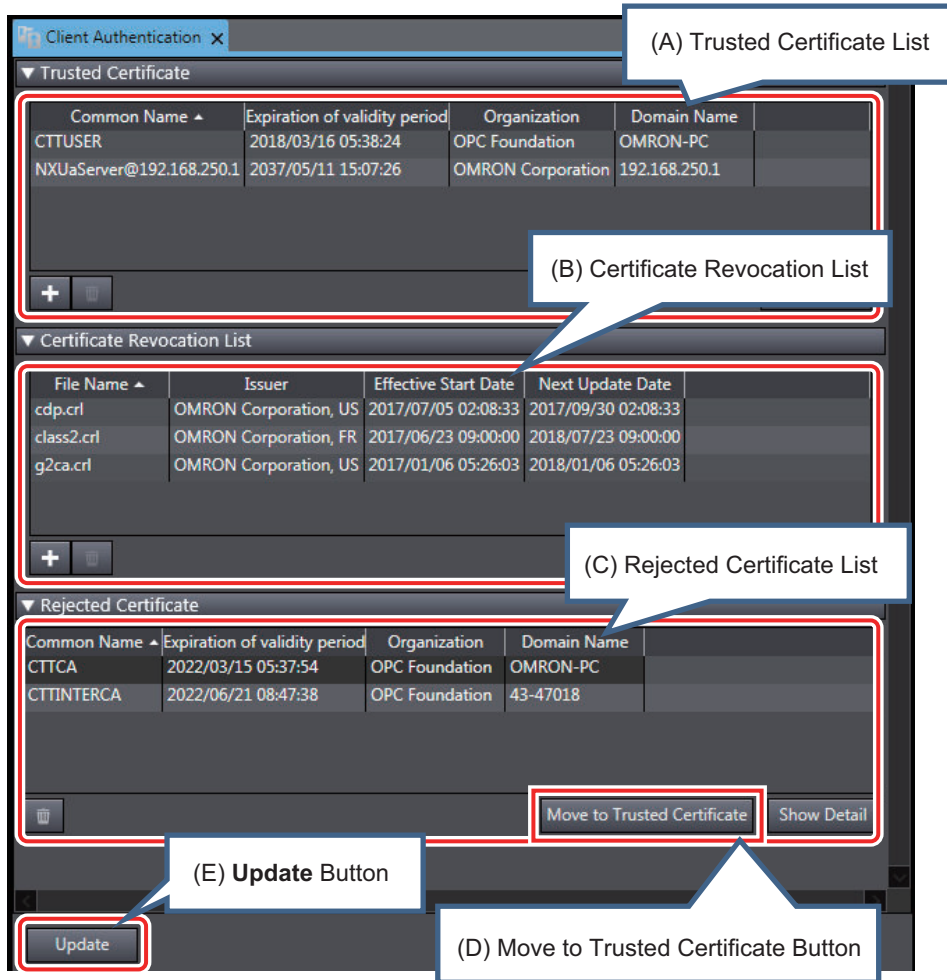 Client Authentication
(A) Trusted Certificate List
▼ Trusted Certificate
Common Name ▲ Expiration of validity period Organization Domain Name
CTTUSER 2018/03/16 05:38:24 OPC Foundation OMRON-PC
NXUaServer@192.168.250.1 2037/05/11 15:07:26 OMRON Corporation 192.168.250.1
(B) Certificate Revocation List
▼ Certificate Revocation List
File Name ▲ Issuer Effective Start Date Next Update Date
cdp.crl OMRON Corporation, US 2017/07/05 02:08:33 2017/09/30 02:08:33
class2.crl OMRON Corporation, FR 2017/06/23 09:00:00 2018/07/23 09:00:00
g2ca.crl OMRON Corporation, US 2017/01/06 05:26:03 2018/01/06 05:26:03
(C) Rejected Certificate List
▼ Rejected Certificate
Common Name ▲ Expiration of validity period Organization Domain Name
CTTCA 2022/03/15 05:37:54 OPC Foundation OMRON-PC
CTTINTERCA 2022/06/21 08:47:38 OPC Foundation 43-47018
Move to Trusted Certificate Show Detail
(E) Update Button
(D) Move to Trusted Certificate Button
Update